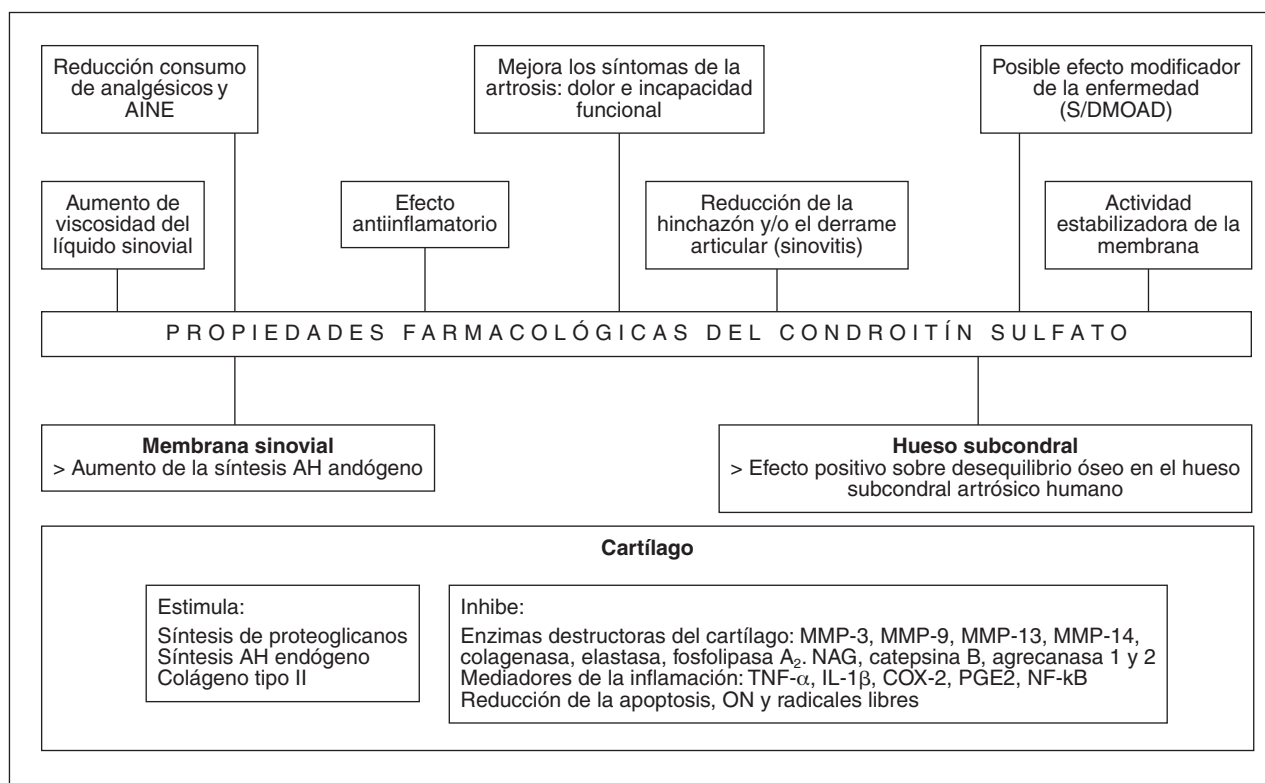 Reducción consumo
de analgésicos y
AINE
Mejora los síntomas de la
artrosis: dolor e incapacidad
funcional
Posible efecto modificador
de la enfermedad
(S/DMOAD)
Aumento de
viscosidad del
líquido sinovial
Efecto
antiinflamatorio
Reducción de la
hinchazón y/o el derrame
articular (sinovitis)
Actividad
estabilizadora de la
membrana
PROPIEDADES FARMACOLÓGICAS DEL CONDROITÍN SULFATO
Membrana sinovial
> Aumento de la síntesis AH andógeno
Hueso subcondral
> Efecto positivo sobre desequilibrio óseo en el hueso
subcondral artrósico humano
Cartílago
Estimula:
Síntesis de proteoglicanos
Síntesis AH endógeno
Colágeno tipo II
Inhibe:
Enzimas destructoras del cartílago: MMP-3, MMP-9, MMP-13, MMP-14,
colagenasa, elastasa, fosfolipasa A₂. NAG, catepsina B, agrecanasa 1 y 2
Mediadores de la inflamación: TNF-α, IL-1β, COX-2, PGE2, NF-kB
Reducción de la apoptosis, ON y radicales libres